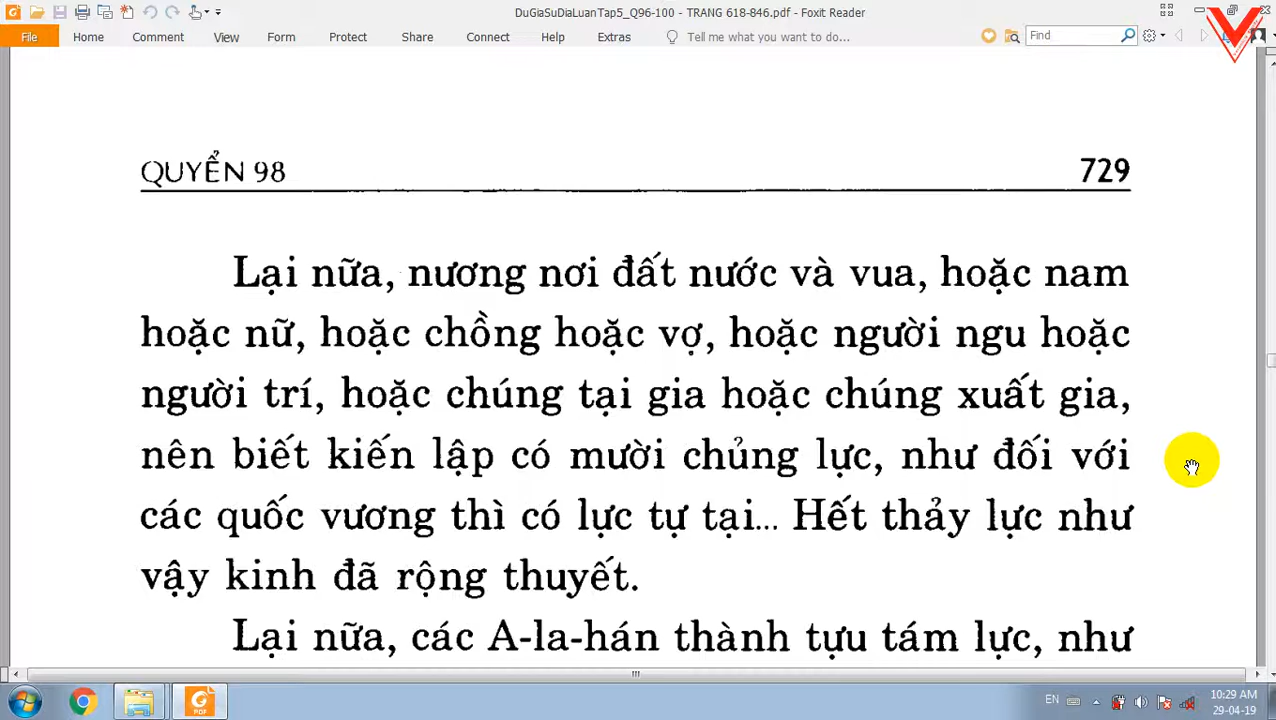 DuGiaSuDiaLuanTap5_Q96-100 - TRANG 618-846.pdf - Foxit Reader
File Home Comment View Form Protect Share Connect Extras Help Tell me what you want to do... Find
QUYỂN 98 729
Lại nữa, nương nơi đất nước và vua, hoặc nam
hoặc nữ, hoặc chồng hoặc vợ, hoặc người ngu hoặc
người trí, hoặc chúng tại gia hoặc chúng xuất gia,
nên biết kiến lập có mười chủng lực, như đối với
các quốc vương thì có lực tự tại... Hết thảy lực như
vậy kinh đã rộng thuyết.
Lại nữa, các A-la-hán thành tựu tám lực, như
EN 10:29 AM
29-04-19